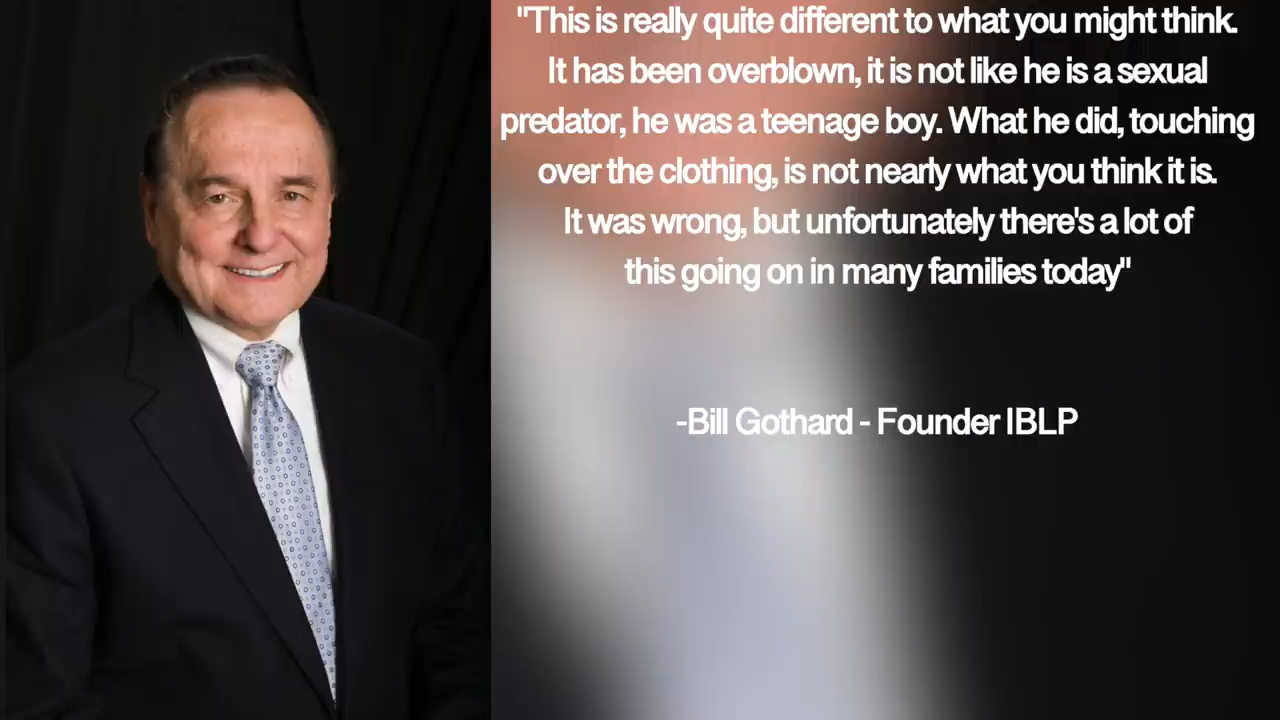 "This is really quite different to what you might think.
It has been overblown, it is not like he is a sexual
predator, he was a teenage boy. What he did, touching
over the clothing, is not nearly what you think it is.
It was wrong, but unfortunately there's a lot of
this going on in many families today"
-Bill Gothard - Founder IBLP